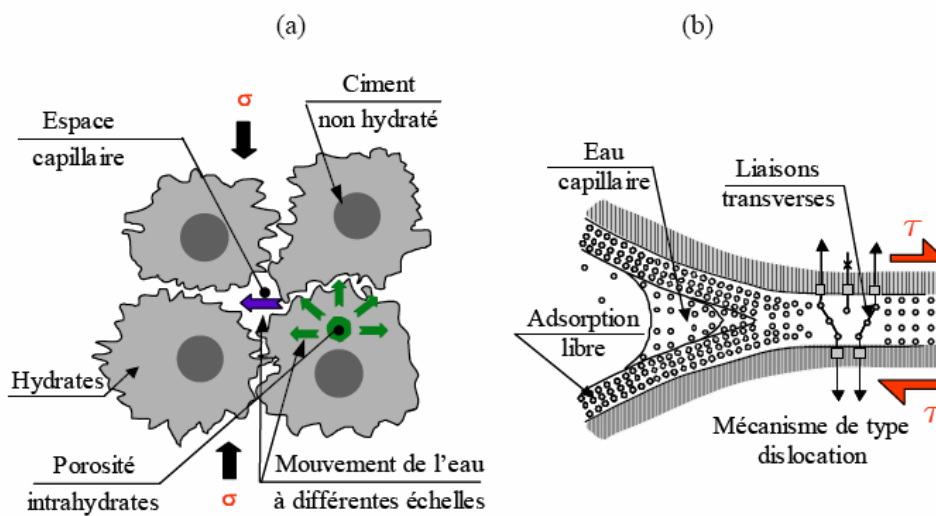 (a)
(b)
σ
Espace
capillaire
Ciment
non hydraté
Hydrates
Porosité
intrahydrates
σ
Mouvement de l'eau
à différentes échelles
Eau
capillaire
Liaisons
transverses
τ
Adsorption
libre
τ
Mécanisme de type
dislocation